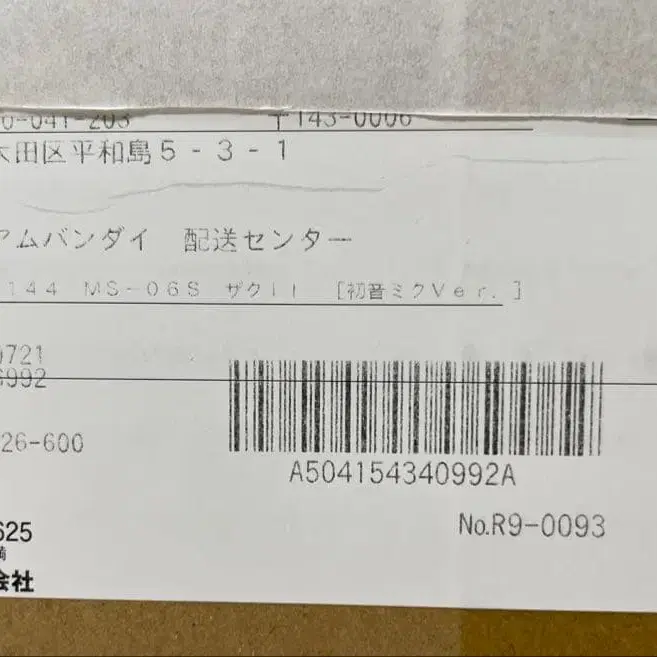 0-041-203 〒143-0006
大田区平和島5-3-1
アムバンダイ 配送センター
144 MS-06S ザクII [初音ミクVer.]
0721
6992
26-600
A504154340992A
No.R9-0093
625
会社